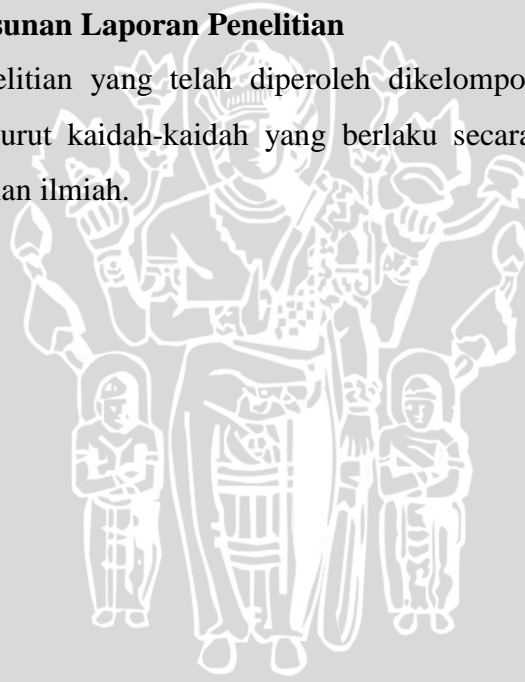 sunan Laporan Penelitian
elitian yang telah diperoleh dikelompo
urut kaidah-kaidah yang berlaku secara
an ilmiah.